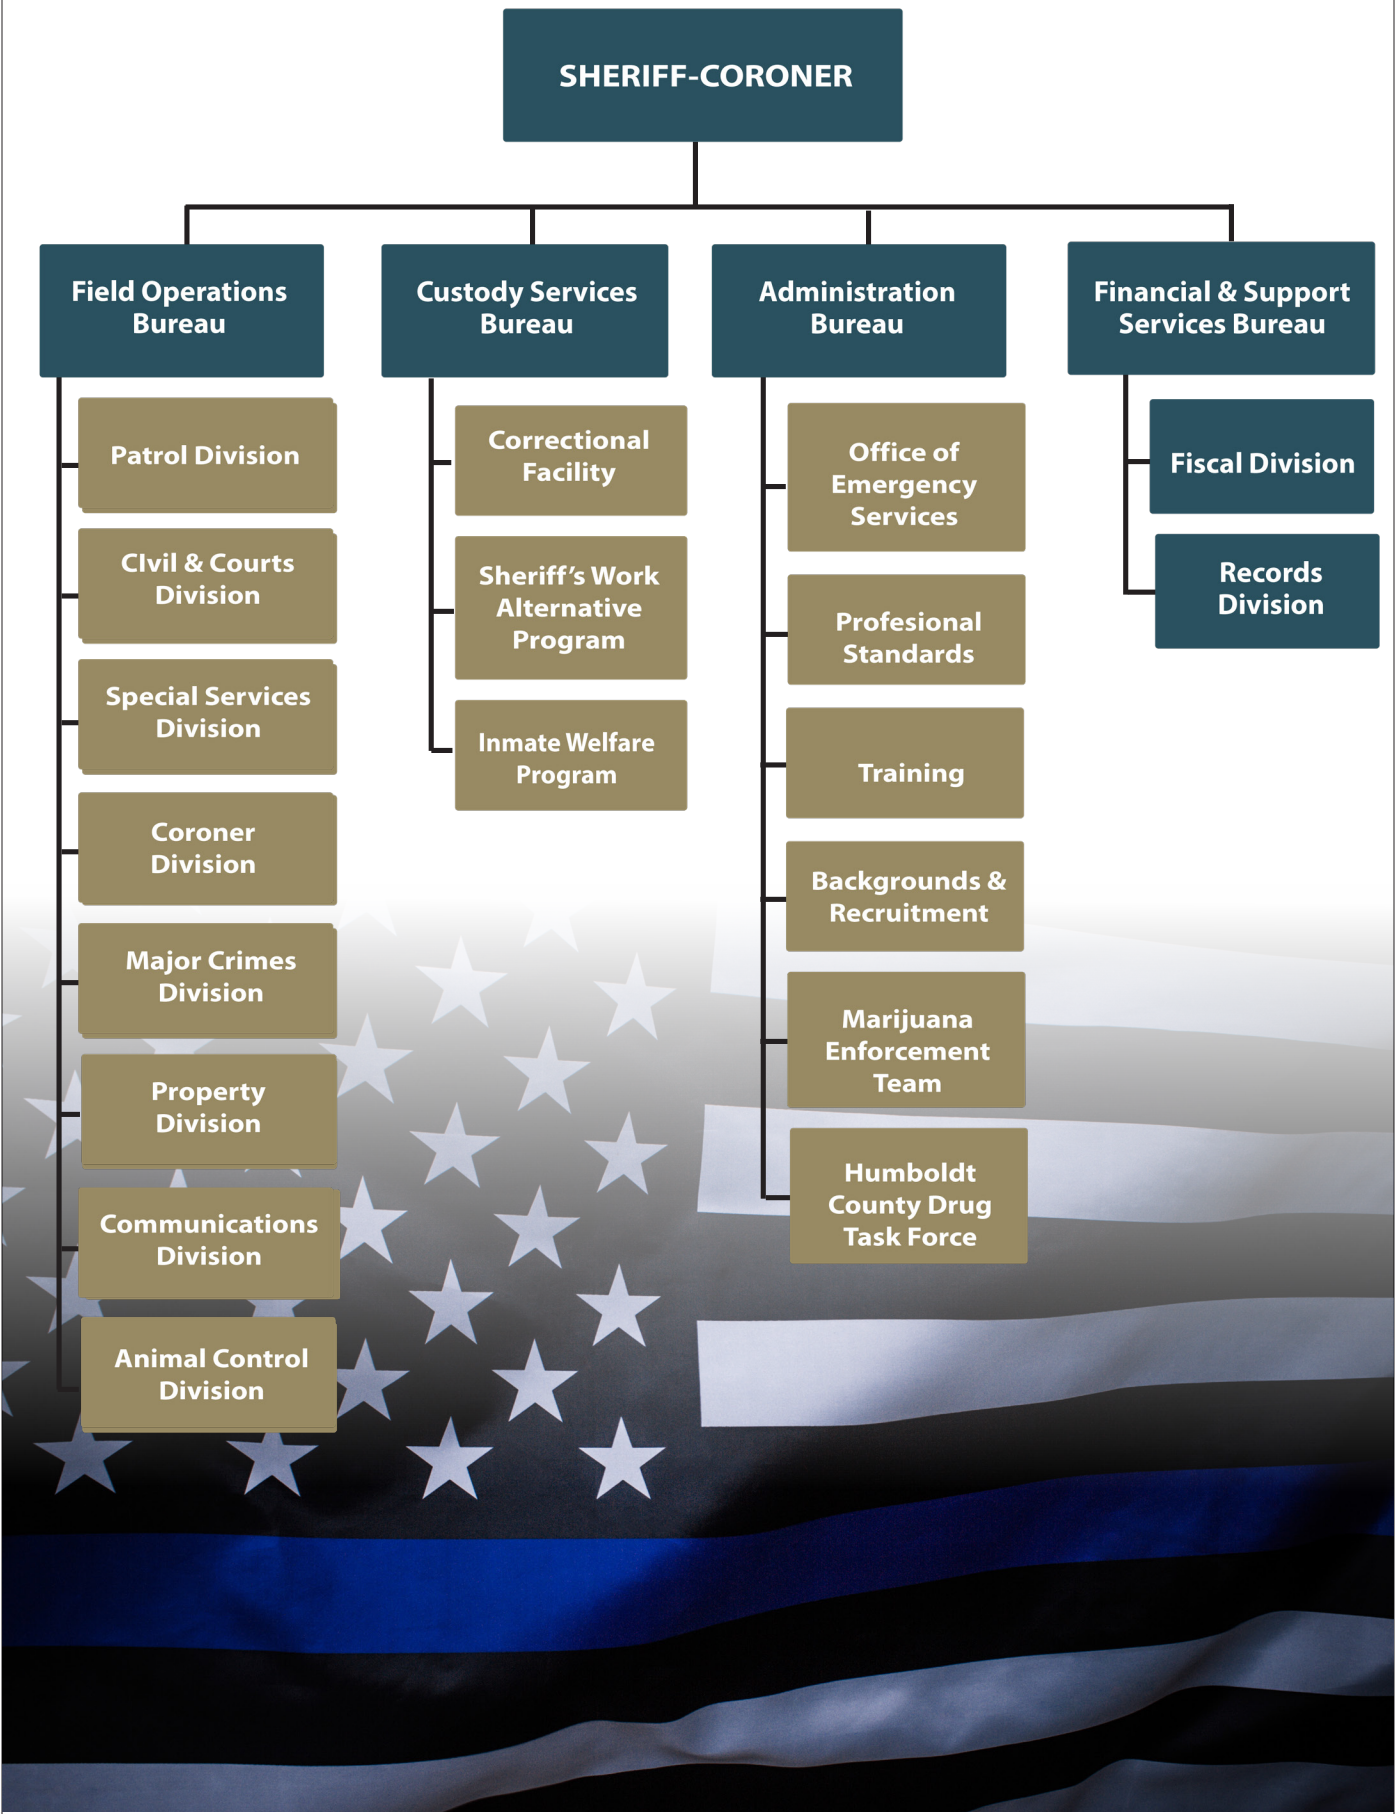 SHERIFF-CORONER
Field Operations
Bureau
Patrol Division
CIvil & Courts
Division
Special Services
Division
Coroner
Division
Major Crimes
Division
Property
Division
Communications
Division
Animal Control
Division
Custody Services
Bureau
Correctional
Facility
Sheriff's Work
Alternative
Program
Inmate Welfare
Program
Administration
Bureau
Office of
Emergency
Services
Profesional
Standards
Training
Backgrounds &
Recruitment
Marijuana
Enforcement
Team
Humboldt
County Drug
Task Force
Financial & Support
Services Bureau
Fiscal Division
Records
Division